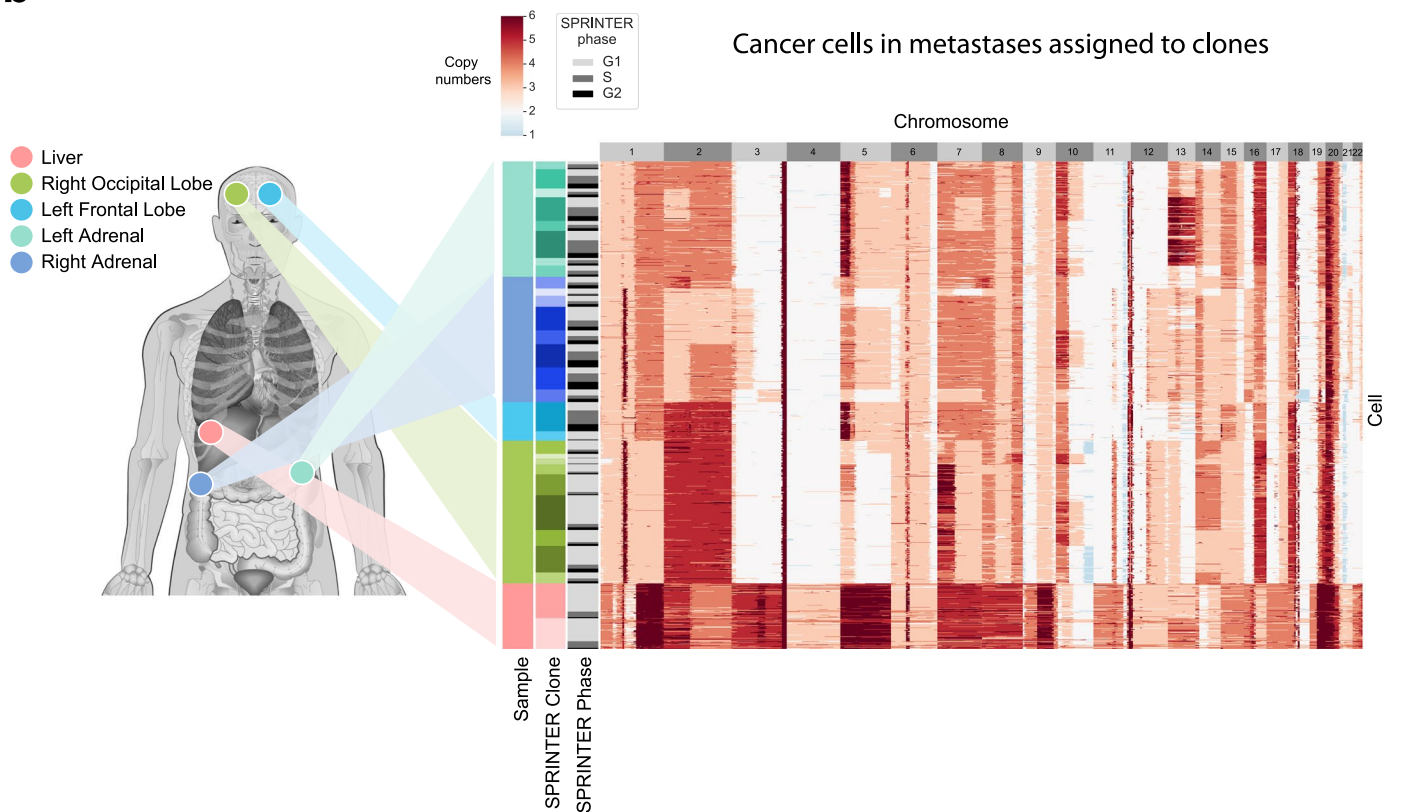 6
5
4
3
2
1
Copy
numbers
SPRINTER
phase
G1
S
G2
Cancer cells in metastases assigned to clones
Liver
Right Occipital Lobe
Left Frontal Lobe
Left Adrenal
Right Adrenal
Chromosome
1 2 3 4 5 6 7 8 9 10 11 12 13 14 15 16 17 18 19 20 21 22
Cell
Sample
SPRINTER Clone
SPRINTER Phase